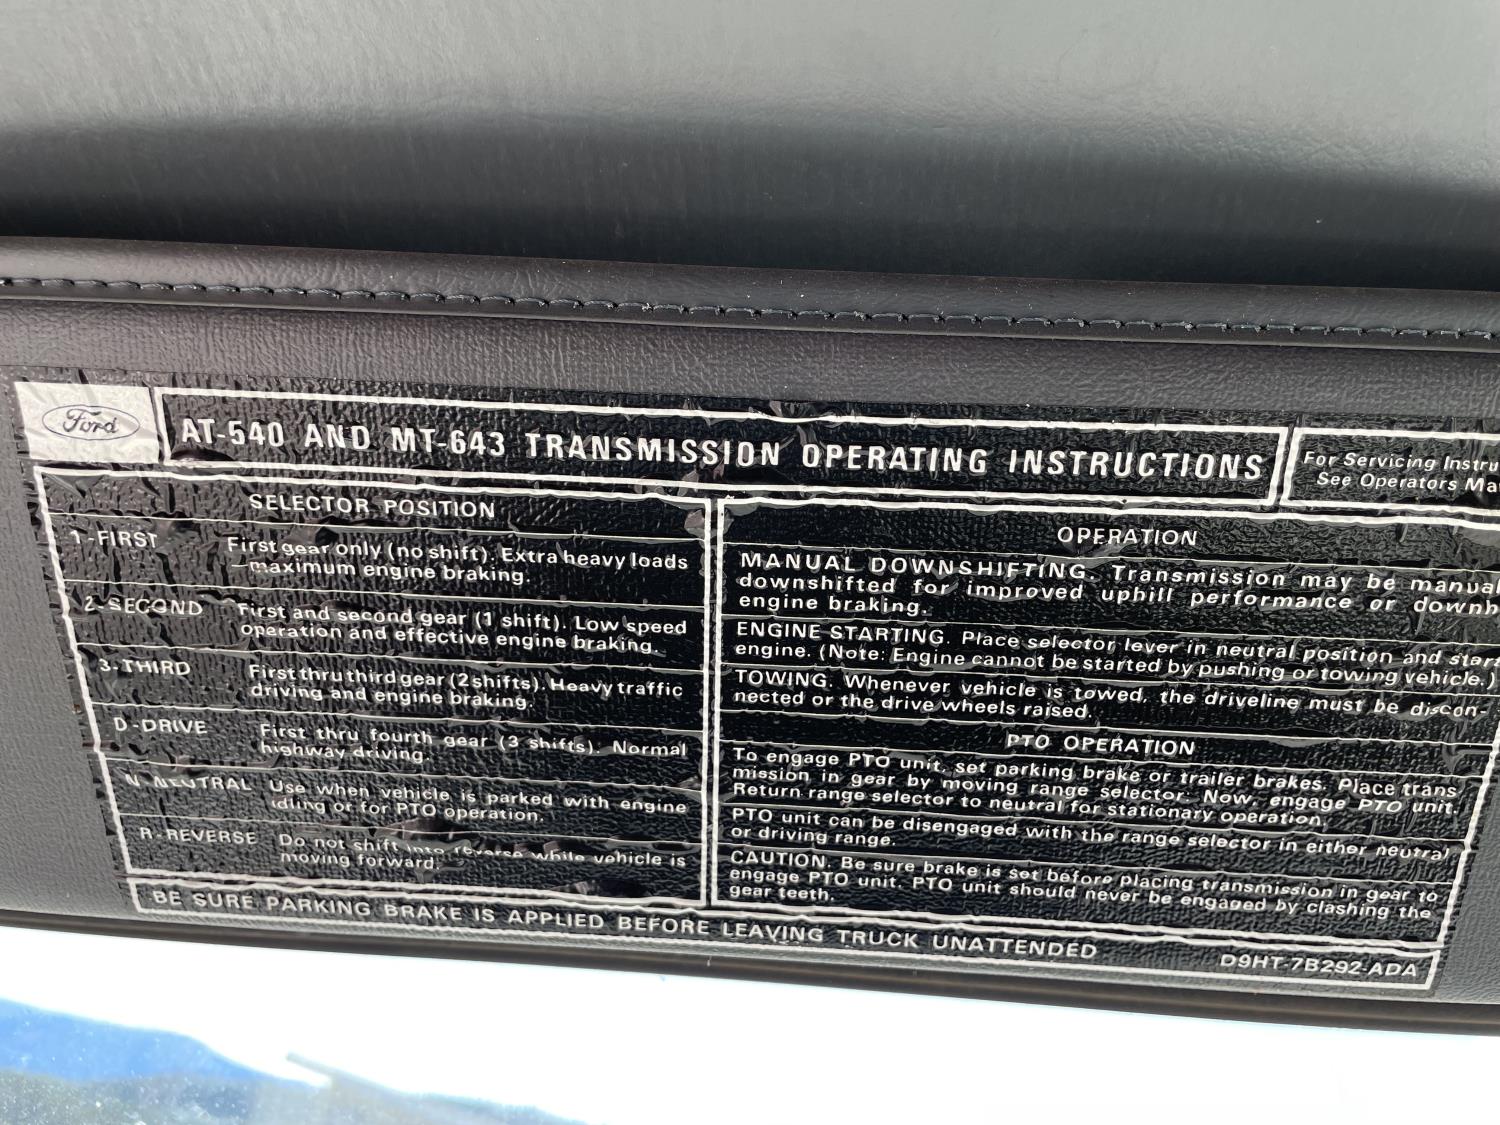 Ford
AT-540 AND MT-643 TRANSMISSION OPERATING INSTRUCTIONS
For Servicing Instru
See Operators Ma
SELECTOR POSITION
1-FIRST First gear only (no shift). Extra heavy loads
—maximum engine braking.
2-SECOND First and second gear (1 shift). Low speed
operation and effective engine braking.
3-THIRD First thru third gear (2 shifts). Heavy traffic
driving and engine braking.
D-DRIVE First thru fourth gear (3 shifts). Normal
highway driving.
N-NEUTRAL Use when vehicle is parked with engine
idling or for PTO operation.
R-REVERSE Do not shift into reverse while vehicle is
moving forward.
OPERATION
MANUAL DOWNSHIFTING. Transmission may be manual
downshifted for improved uphill performance or downh
engine braking.
ENGINE STARTING. Place selector lever in neutral position and start
engine. (Note: Engine cannot be started by pushing or towing vehicle.)
TOWING. Whenever vehicle is towed, the driveline must be discon-
nected or the drive wheels raised.
PTO OPERATION
To engage PTO unit, set parking brake or trailer brakes. Place trans-
mission in gear by moving range selector. Now, engage PTO unit.
Return range selector to neutral for stationary operation.
PTO unit can be disengaged with the range selector in either neutral
or driving range.
CAUTION. Be sure brake is set before placing transmission in gear to
engage PTO unit. PTO unit should never be engaged by clashing the
gear teeth.
BE SURE PARKING BRAKE IS APPLIED BEFORE LEAVING TRUCK UNATTENDED
D9HT-7B292-ADA